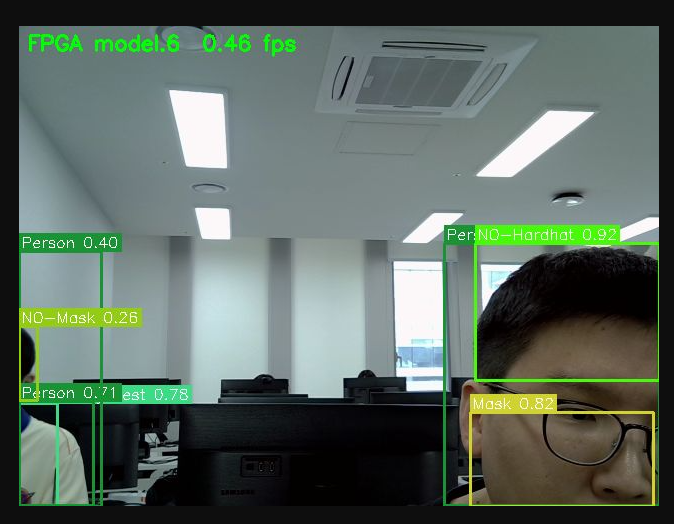 FPGA model.6 0.46 fps
Person 0.40
Per
NO-Hardhat 0.92
NO-Mask 0.26
Person 0.71
est 0.78
Mask 0.82
SAMSUNG